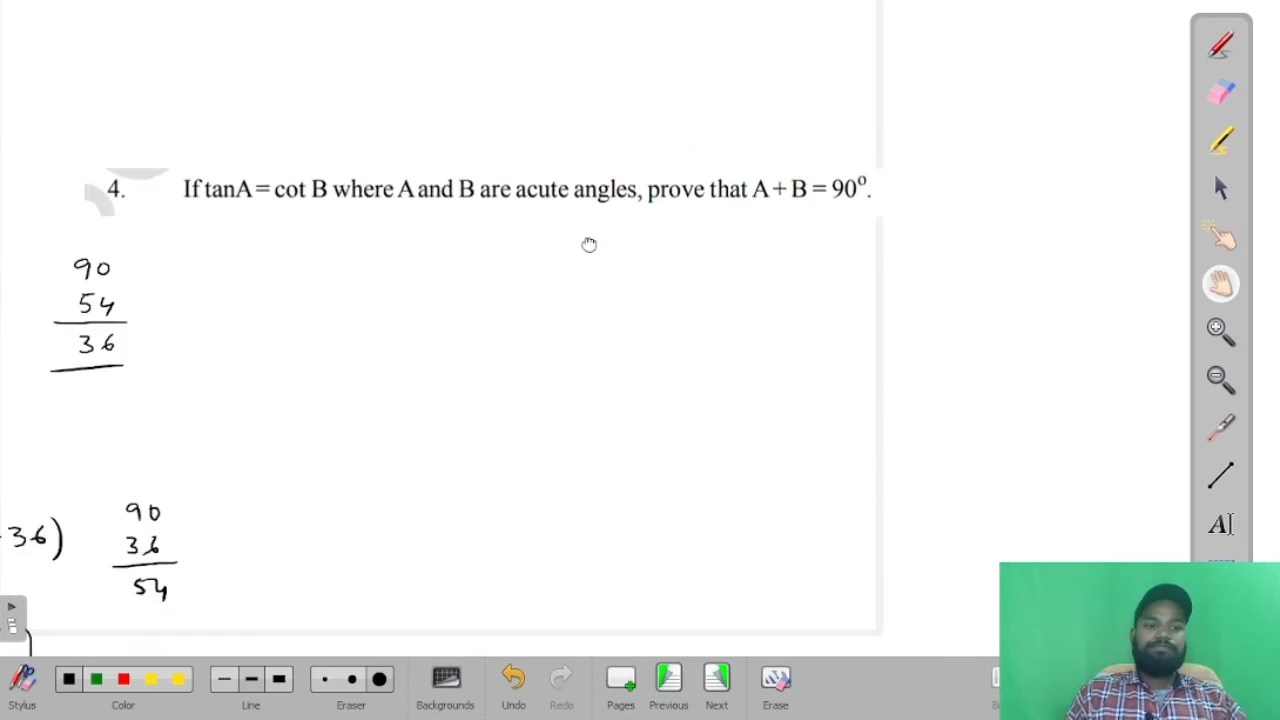 4. If tanA = cot B where A and B are acute angles, prove that A + B = 90°.
90
54
36
36)
90
36
54
A
Stylus
Color
Line
Eraser
Backgrounds
Undo
Redo
Pages
Previous
Next
Erase